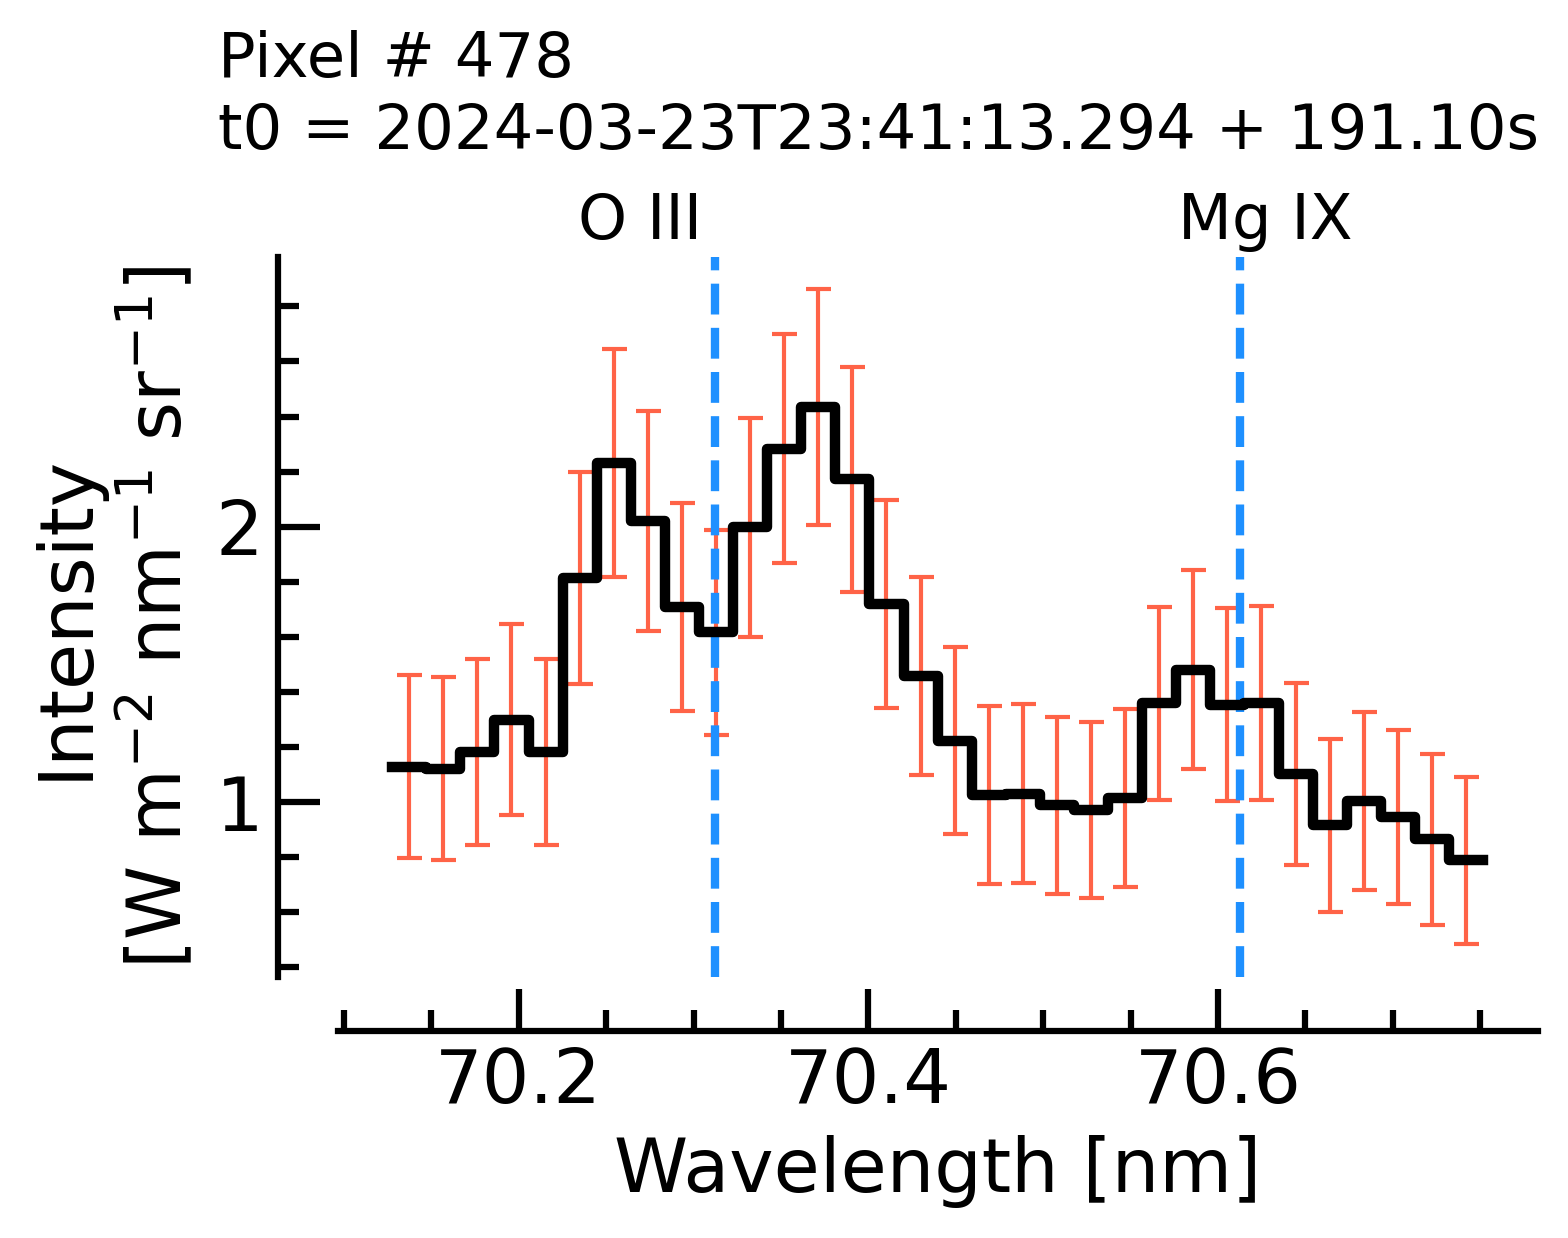 Pixel # 478
t0 = 2024-03-23T23:41:13.294 + 191.10s
O III Mg IX
Intensity
[W m⁻² nm⁻¹ sr⁻¹]
2
1
70.2 70.4 70.6
Wavelength [nm]